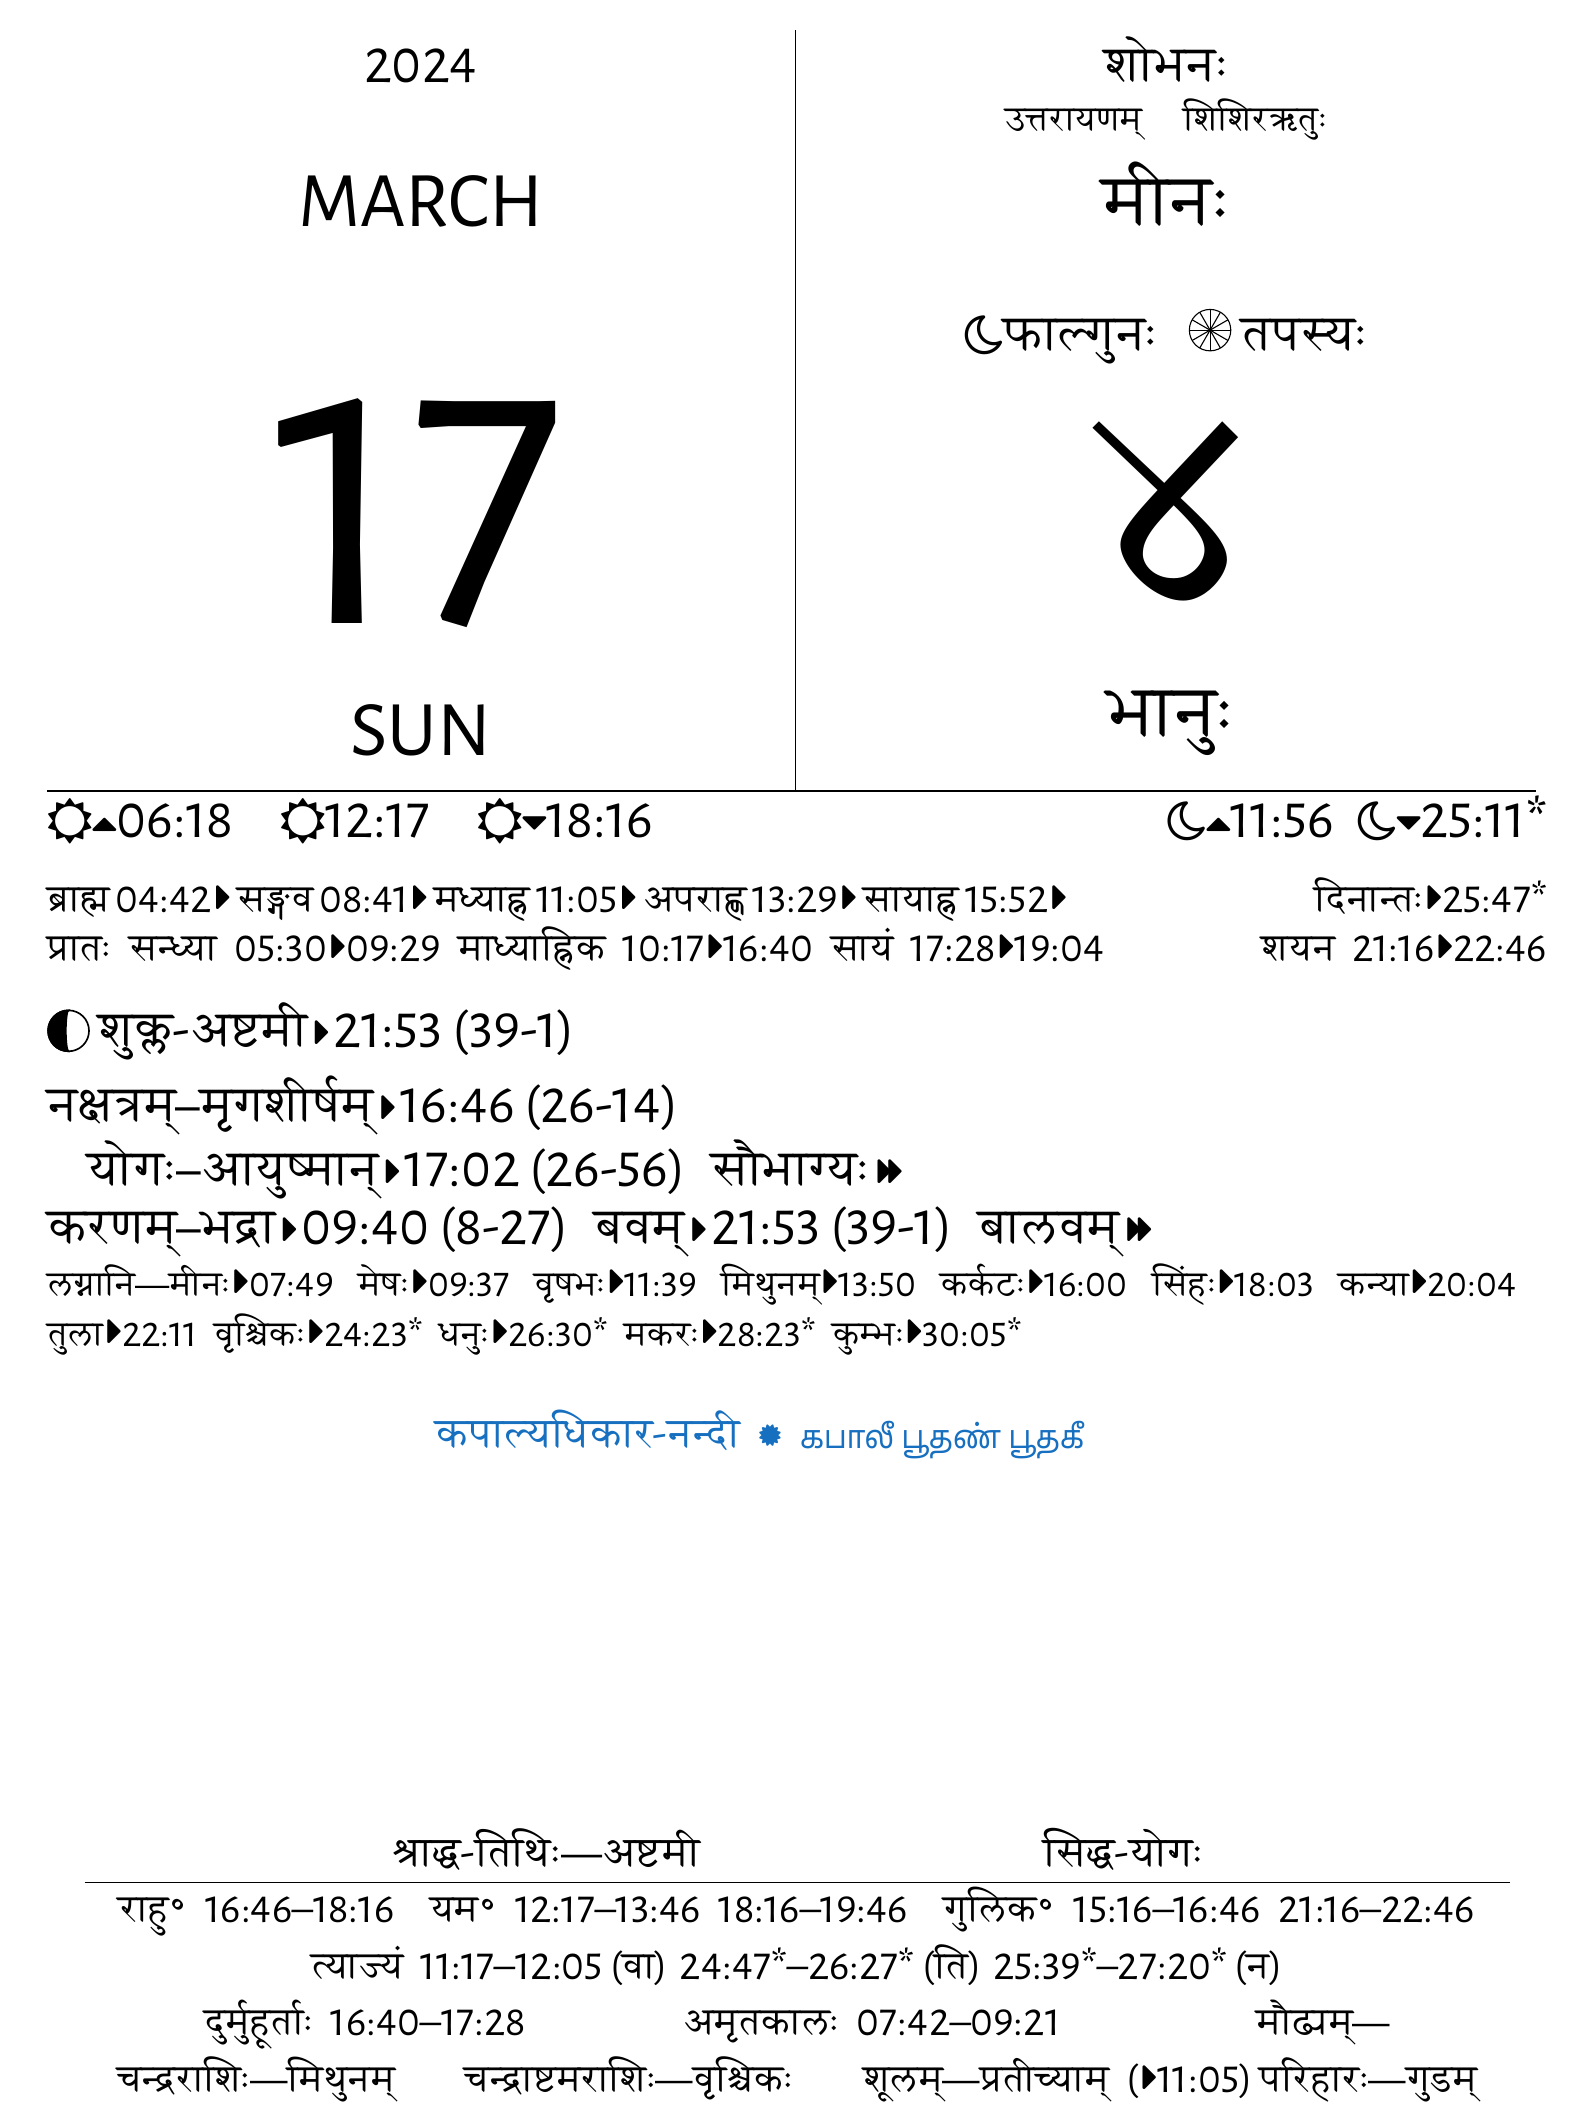 2024
MARCH
17
SUN
शोभनः
उत्तरायणम् शिशिरऋतुः
मीनः
फाल्गुनः तपस्यः
४
भानुः
06:18 12:17 18:16 11:56 25:11*
ब्राह्म 04:42 सङ्गव 08:41 मध्याह्न 11:05 अपराह्ण 13:29 सायाह्न 15:52 दिनान्तः 25:47*
प्रातः सन्ध्या 05:30 09:29 माध्याह्निक 10:17 16:40 सायं 17:28 19:04 शयन 21:16 22:46
शुक्ल-अष्टमी 21:53 (39-1)
नक्षत्रम्–मृगशीर्षम् 16:46 (26-14)
योगः–आयुष्मान् 17:02 (26-56) सौभाग्यः
करणम्–भद्रा 09:40 (8-27) बवम् 21:53 (39-1) बालवम्
लग्नानि—मीनः 07:49 मेषः 09:37 वृषभः 11:39 मिथुनम् 13:50 कर्कटः 16:00 सिंहः 18:03 कन्या 20:04
तुला 22:11 वृश्चिकः 24:23* धनुः 26:30* मकरः 28:23* कुम्भः 30:05*
कपाल्यधिकार-नन्दी ✹ கபாலீ பூதண் பூதகீ
श्राद्ध-तिथिः—अष्टमी सिद्ध-योगः
राहु° 16:46–18:16 यम° 12:17–13:46 18:16–19:46 गुलिक° 15:16–16:46 21:16–22:46
त्याज्यं 11:17–12:05 (वा) 24:47*–26:27* (ति) 25:39*–27:20* (न)
दुर्मुहूर्ताः 16:40–17:28 अमृतकालः 07:42–09:21 मौढ्यम्—
चन्द्रराशिः—मिथुनम् चन्द्राष्टमराशिः—वृश्चिकः शूलम्—प्रतीच्याम् (11:05) परिहारः—गुडम्